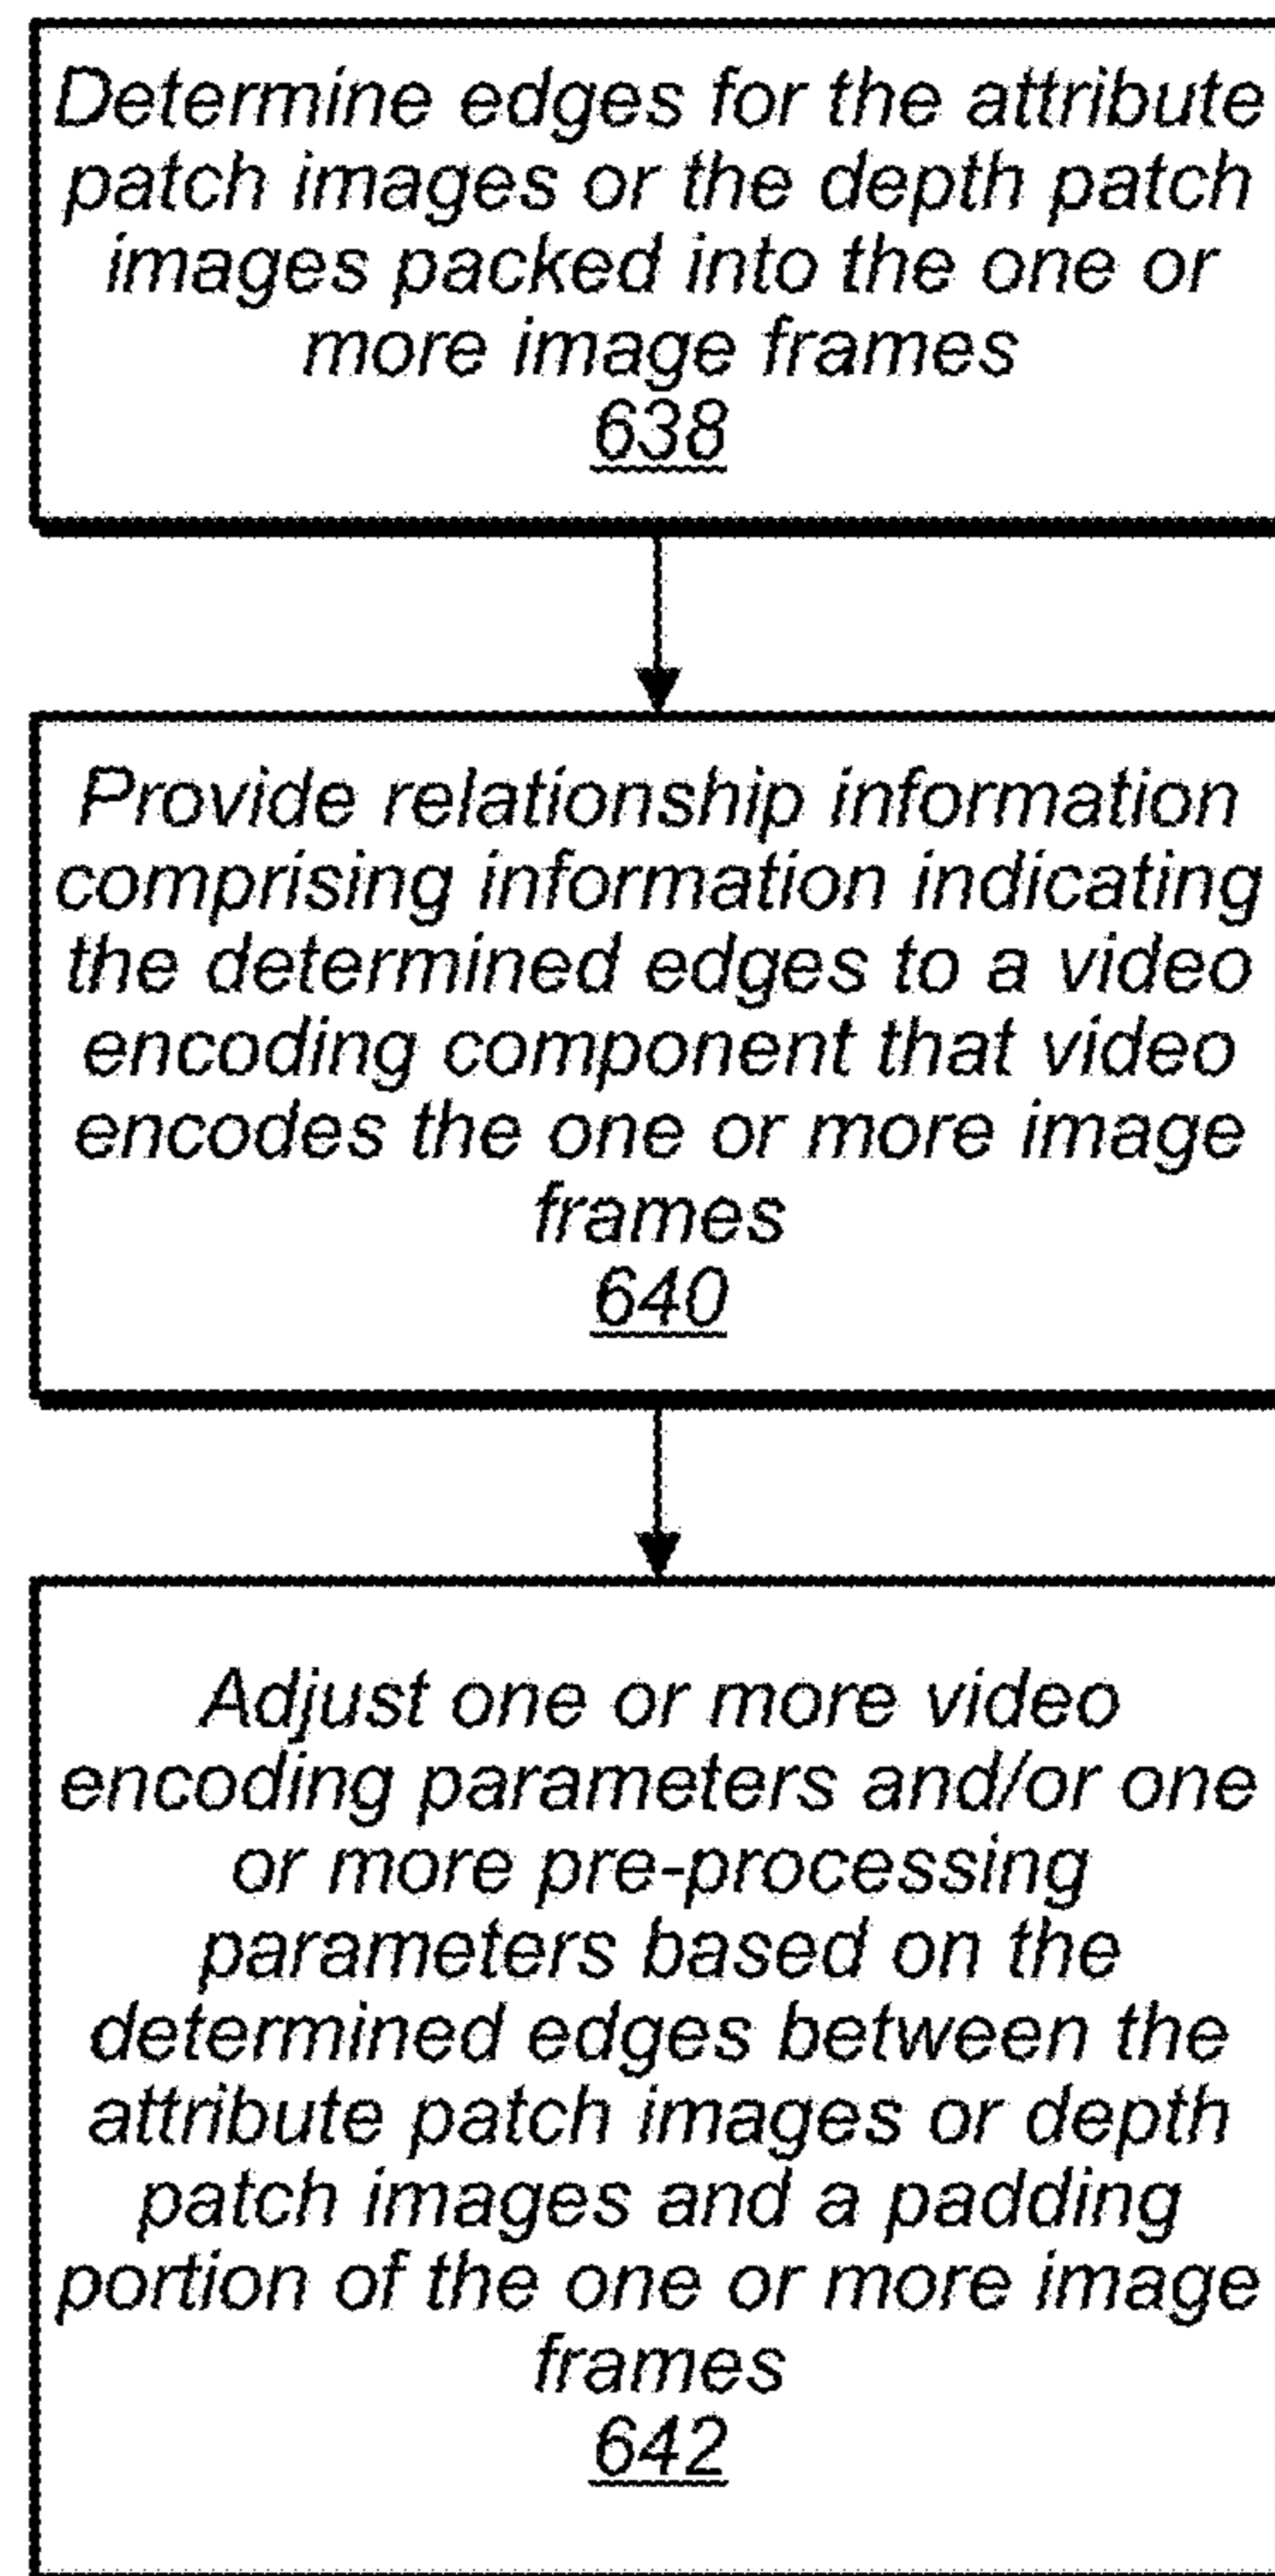 Determine edges for the attribute
patch images or the depth patch
images packed into the one or
more image frames
638
Provide relationship information
comprising information indicating
the determined edges to a video
encoding component that video
encodes the one or more image
frames
640
Adjust one or more video
encoding parameters and/or one
or more pre-processing
parameters based on the
determined edges between the
attribute patch images or depth
patch images and a padding
portion of the one or more image
frames
642